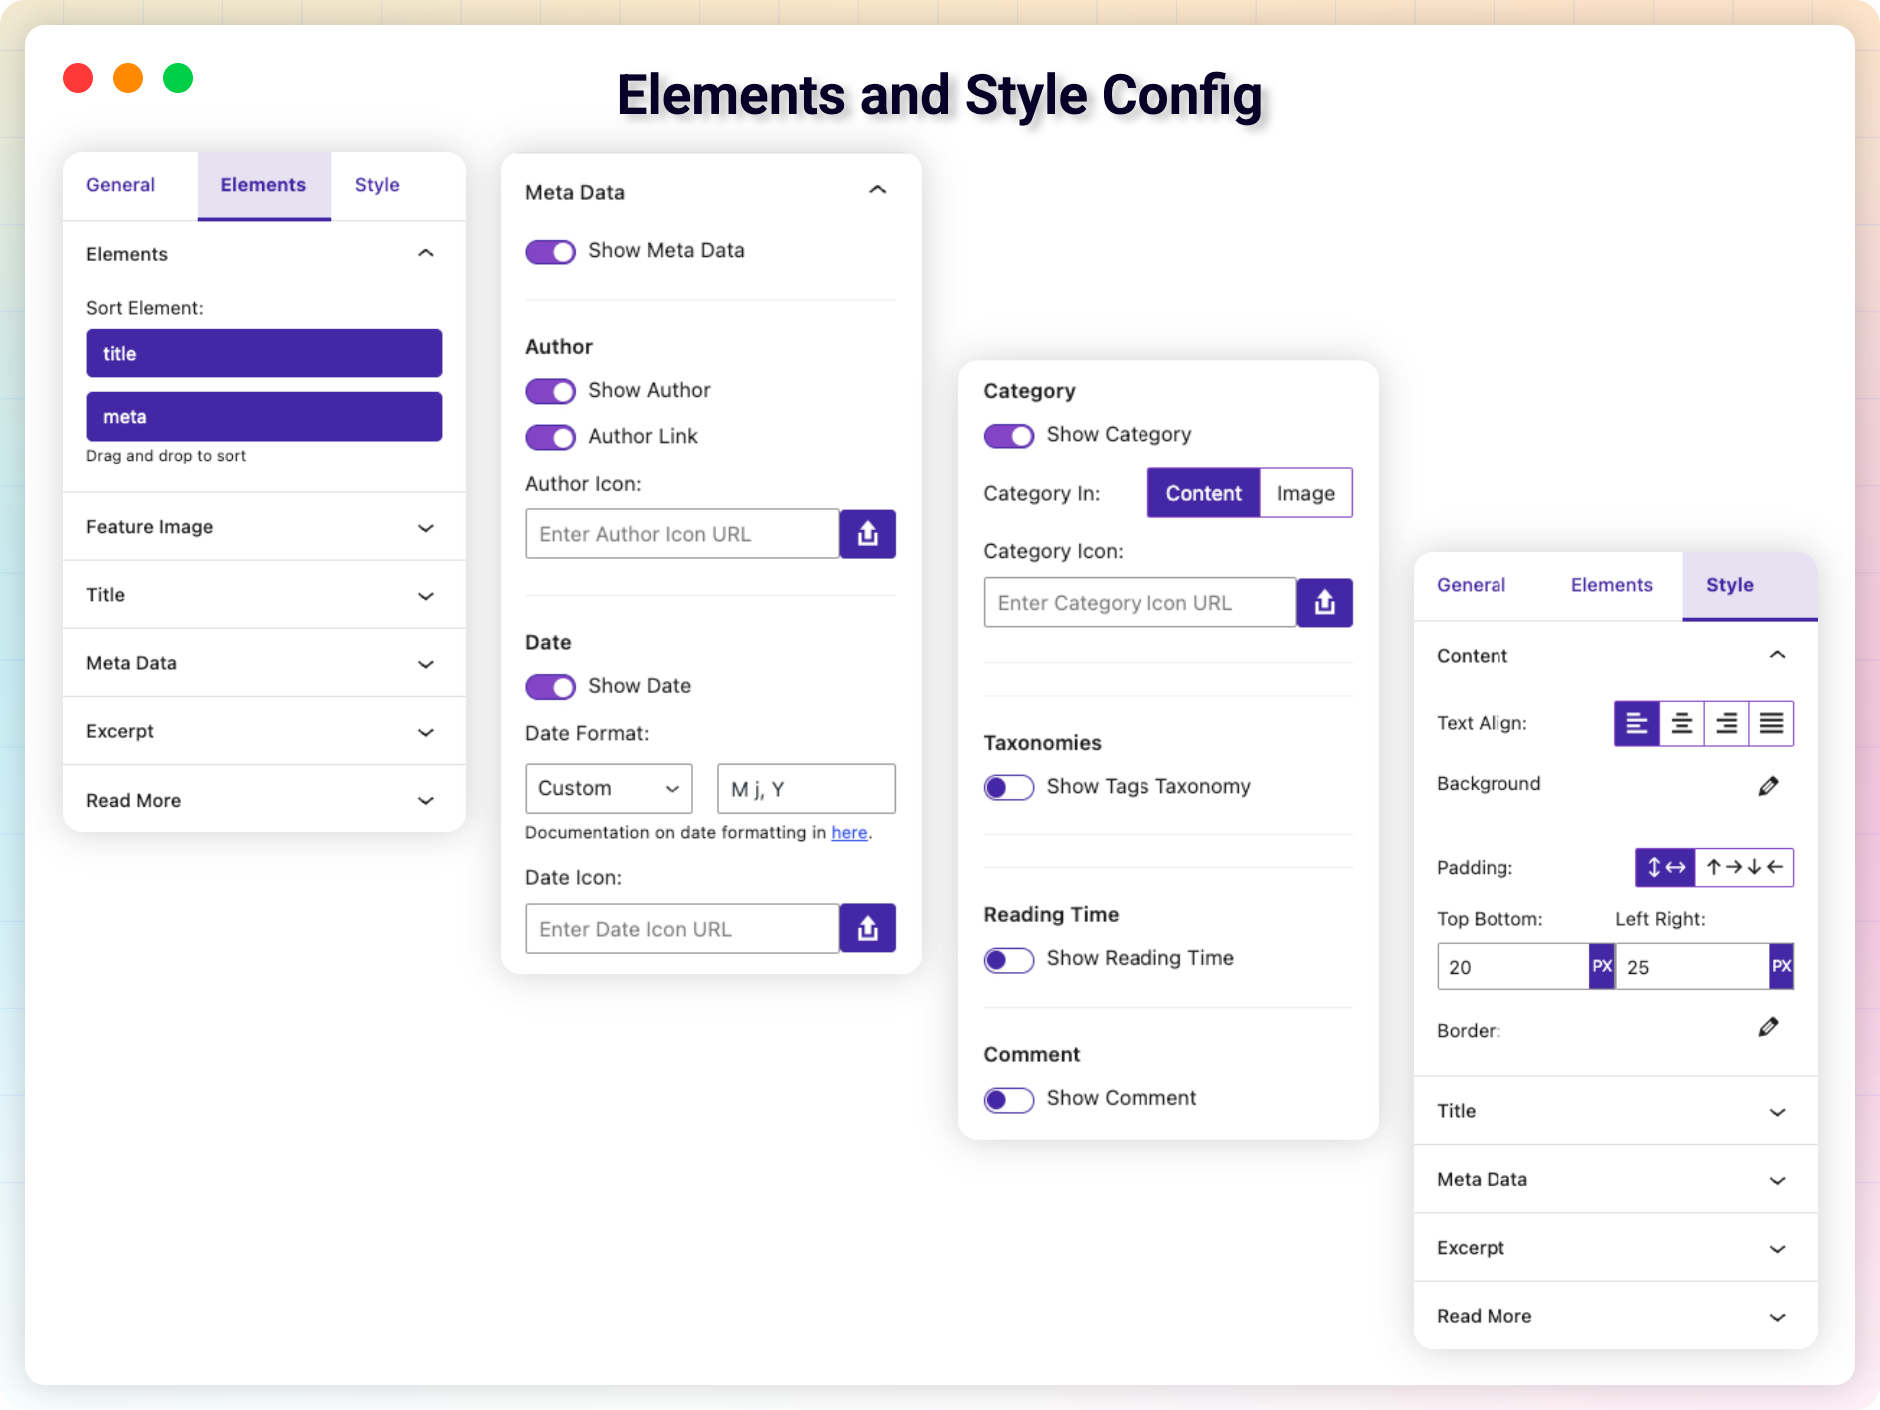 Elements and Style Config
General Elements Style
Elements
Sort Element:
title
meta
Drag and drop to sort
Feature Image
Title
Meta Data
Excerpt
Read More
Meta Data
Show Meta Data
Author
Show Author
Author Link
Author Icon:
Enter Author Icon URL
Date
Show Date
Date Format:
Custom M j, Y
Documentation on date formatting in here.
Date Icon:
Enter Date Icon URL
Category
Show Category
Category In: Content Image
Category Icon:
Enter Category Icon URL
Taxonomies
Show Tags Taxonomy
Reading Time
Show Reading Time
Comment
Show Comment
General Elements Style
Content
Text Align:
Background
Padding:
Top Bottom: Left Right:
20 PX 25 PX
Border:
Title
Meta Data
Excerpt
Read More